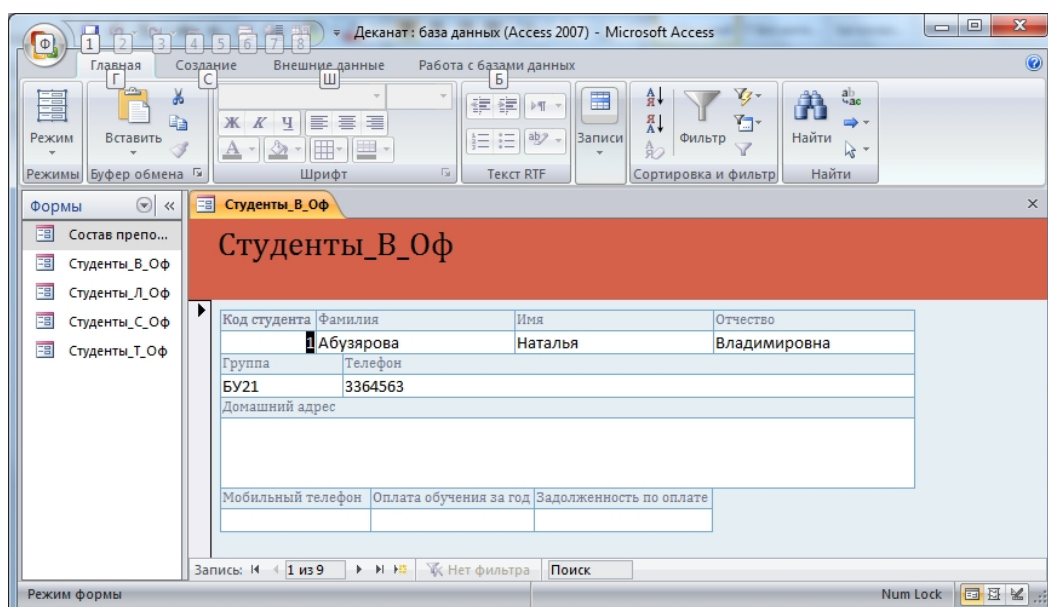 Деканат : база данных (Access 2007) - Microsoft Access
Ф 1 2 3 4 5 6 7 8
Главная Создание Внешние данные Работа с базами данных
Г С Ш Б
Режим Вставить Ж К Ч Записи Фильтр Найти
Режимы Буфер обмена Шрифт Текст RTF Сортировка и фильтр Найти
Формы
Состав препо...
Студенты_В_Оф
Студенты_Л_Оф
Студенты_С_Оф
Студенты_Т_Оф
Студенты_В_Оф
Студенты_В_Оф
Код студента Фамилия Имя Отчество
1 Абузярова Наталья Владимировна
Группа Телефон
БУ21 3364563
Домашний адрес
Мобильный телефон Оплата обучения за год Задолженность по оплате
Запись: 1 из 9 Нет фильтра Поиск
Режим формы Num Lock